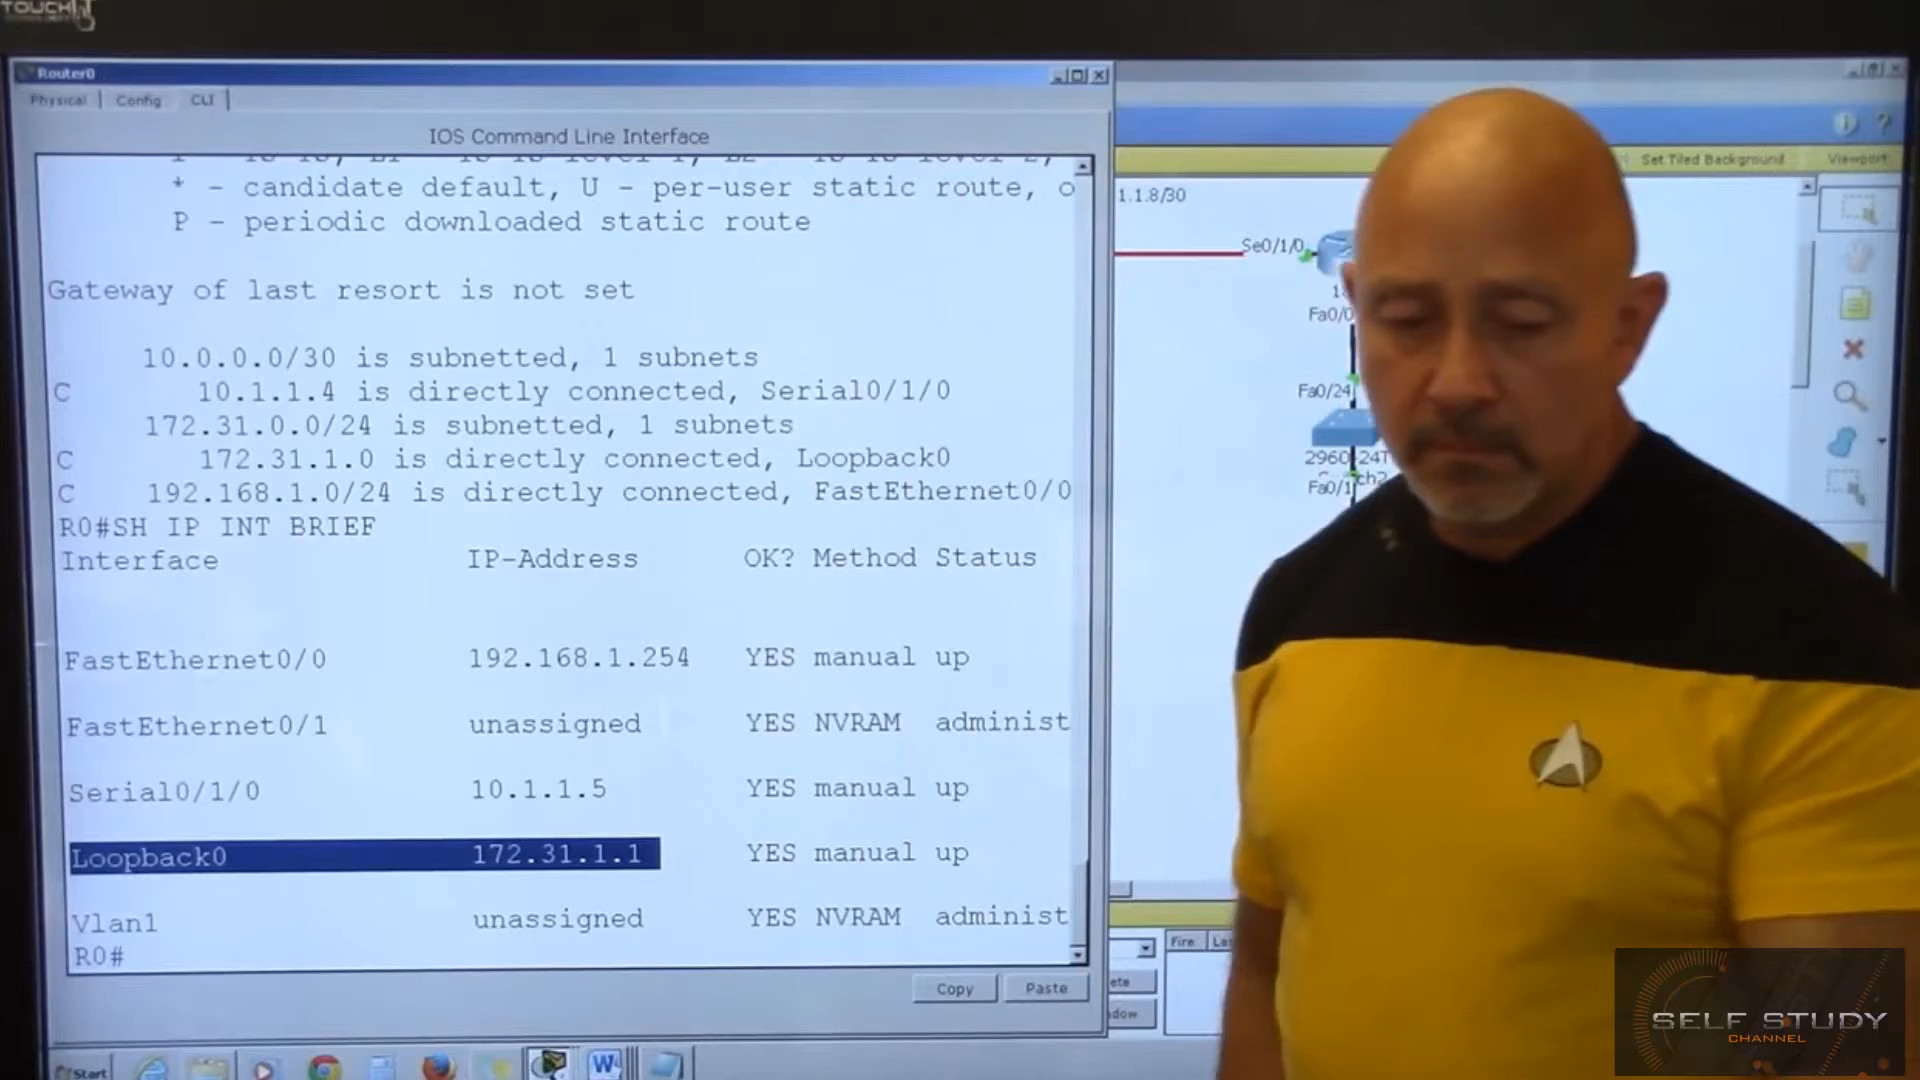 TOUCHIT
Router0
Physical Config CLI
IOS Command Line Interface
* - candidate default, U - per-user static route, o
P - periodic downloaded static route
Gateway of last resort is not set
10.0.0.0/30 is subnetted, 1 subnets
C 10.1.1.4 is directly connected, Serial0/1/0
172.31.0.0/24 is subnetted, 1 subnets
C 172.31.1.0 is directly connected, Loopback0
C 192.168.1.0/24 is directly connected, FastEthernet0/0
R0#SH IP INT BRIEF
Interface IP-Address OK? Method Status
FastEthernet0/0 192.168.1.254 YES manual up
FastEthernet0/1 unassigned YES NVRAM administ
Serial0/1/0 10.1.1.5 YES manual up
Loopback0 172.31.1.1 YES manual up
Vlan1 unassigned YES NVRAM administ
R0#
Copy Paste
Start
Set Tiled Background Viewport
1.1.8/30
Se0/1/0
Fa0/0
Fa0/24
2960-24T
Fa0/1
Fire
SELF STUDY
CHANNEL